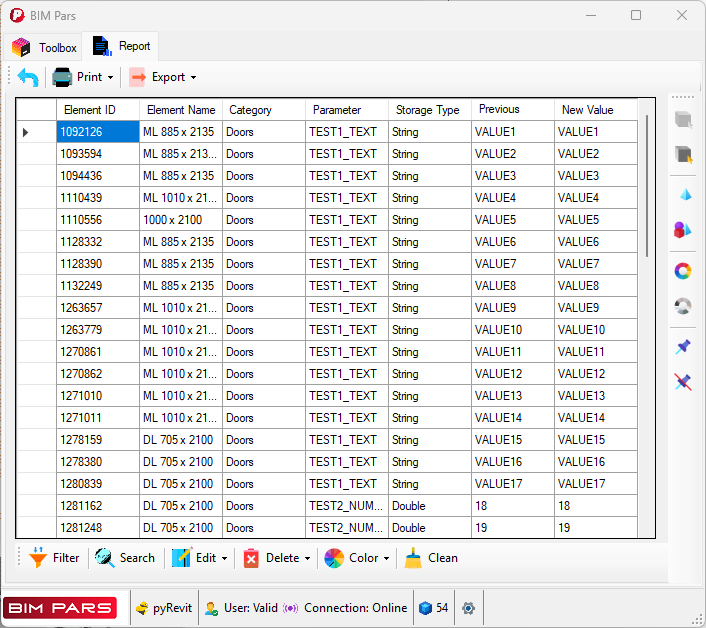 BIM Pars
Toolbox Report
Print Export
Element ID Element Name Category Parameter Storage Type Previous New Value
1092126 ML 885 x 2135 Doors TEST1_TEXT String VALUE1 VALUE1
1093594 ML 885 x 213... Doors TEST1_TEXT String VALUE2 VALUE2
1094436 ML 885 x 2135 Doors TEST1_TEXT String VALUE3 VALUE3
1110439 ML 1010 x 21... Doors TEST1_TEXT String VALUE4 VALUE4
1110556 1000 x 2100 Doors TEST1_TEXT String VALUE5 VALUE5
1128332 ML 885 x 2135 Doors TEST1_TEXT String VALUE6 VALUE6
1128390 ML 885 x 2135 Doors TEST1_TEXT String VALUE7 VALUE7
1132249 ML 885 x 2135 Doors TEST1_TEXT String VALUE8 VALUE8
1263657 ML 1010 x 21... Doors TEST1_TEXT String VALUE9 VALUE9
1263779 ML 1010 x 21... Doors TEST1_TEXT String VALUE10 VALUE10
1270861 ML 1010 x 21... Doors TEST1_TEXT String VALUE11 VALUE11
1270862 ML 1010 x 21... Doors TEST1_TEXT String VALUE12 VALUE12
1271010 ML 1010 x 21... Doors TEST1_TEXT String VALUE13 VALUE13
1271011 ML 1010 x 21... Doors TEST1_TEXT String VALUE14 VALUE14
1278159 DL 705 x 2100 Doors TEST1_TEXT String VALUE15 VALUE15
1278380 DL 705 x 2100 Doors TEST1_TEXT String VALUE16 VALUE16
1280839 DL 705 x 2100 Doors TEST1_TEXT String VALUE17 VALUE17
1281162 DL 705 x 2100 Doors TEST2_NUM... Double 18 18
1281248 DL 705 x 2100 Doors TEST2_NUM... Double 19 19
Filter Search Edit Delete Color Clean
BIM PARS pyRevit User: Valid Connection: Online 54